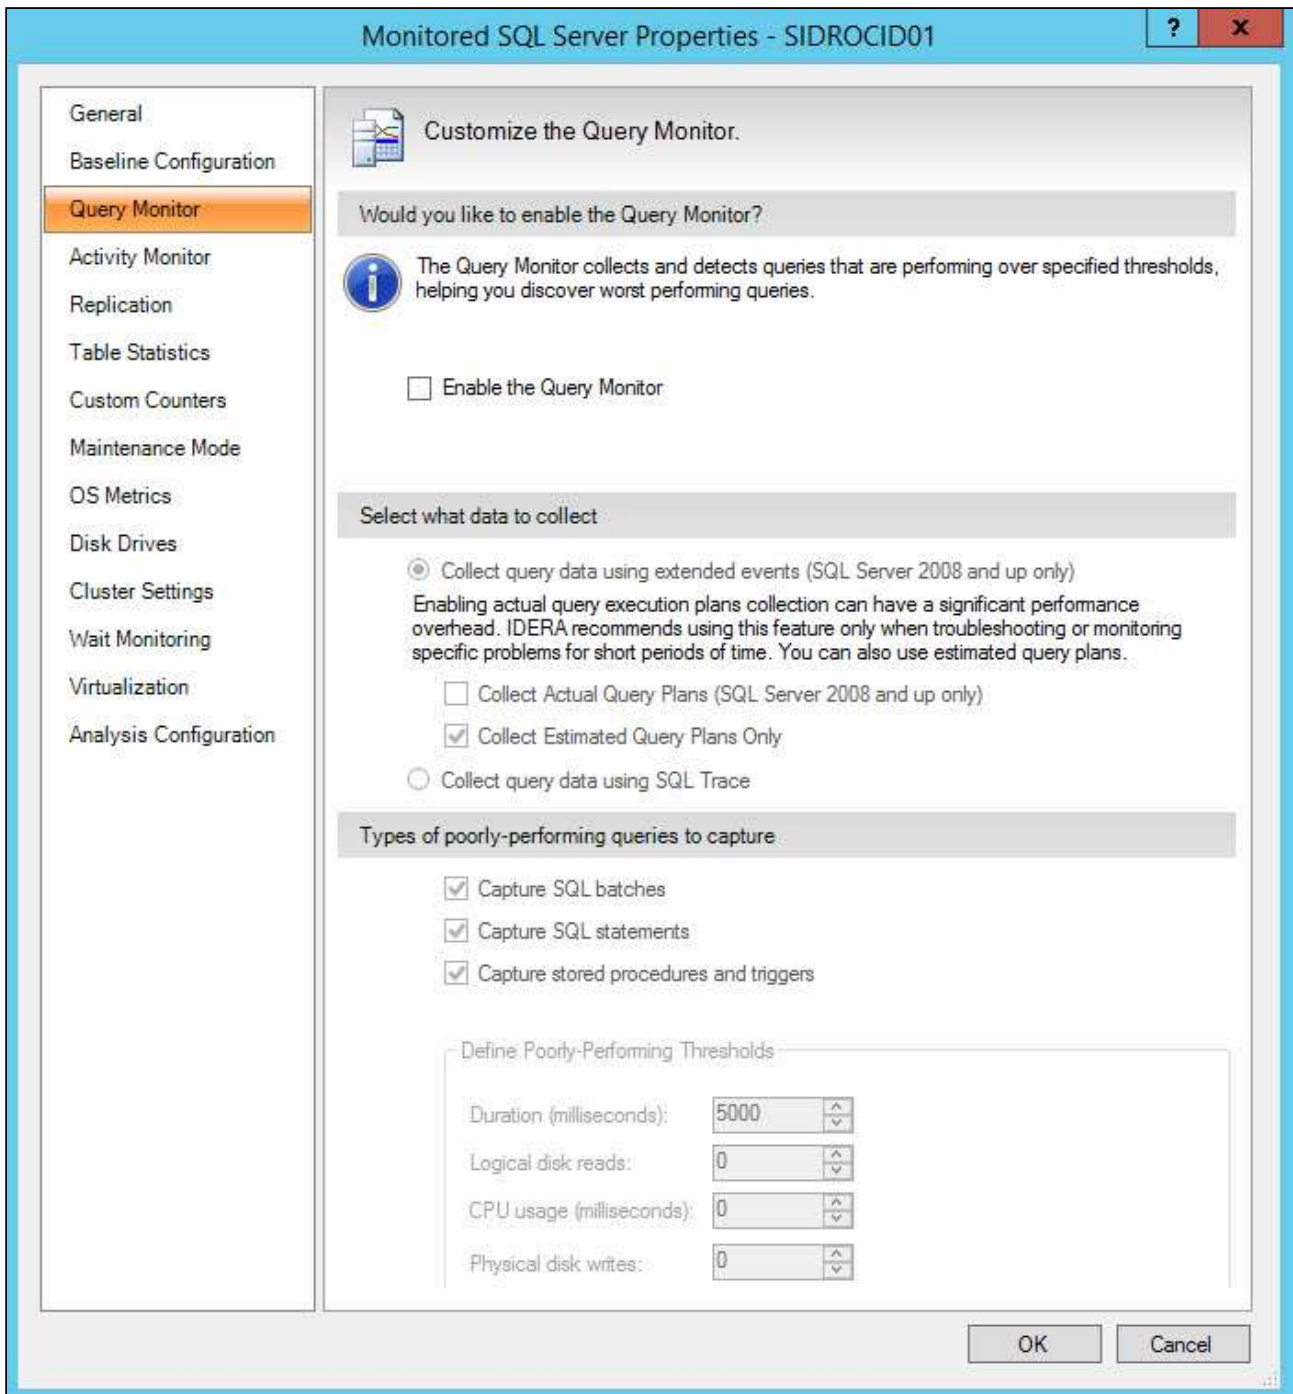 Monitored SQL Server Properties - SIDROCID01
?
x
General
Baseline Configuration
Query Monitor
Activity Monitor
Replication
Table Statistics
Custom Counters
Maintenance Mode
OS Metrics
Disk Drives
Cluster Settings
Wait Monitoring
Virtualization
Analysis Configuration
Customize the Query Monitor.
Would you like to enable the Query Monitor?
The Query Monitor collects and detects queries that are performing over specified thresholds,
helping you discover worst performing queries.
Enable the Query Monitor
Select what data to collect
Collect query data using extended events (SQL Server 2008 and up only)
Enabling actual query execution plans collection can have a significant performance
overhead. IDERA recommends using this feature only when troubleshooting or monitoring
specific problems for short periods of time. You can also use estimated query plans.
Collect Actual Query Plans (SQL Server 2008 and up only)
Collect Estimated Query Plans Only
Collect query data using SQL Trace
Types of poorly-performing queries to capture
Capture SQL batches
Capture SQL statements
Capture stored procedures and triggers
Define Poorly-Performing Thresholds
Duration (milliseconds): 5000
Logical disk reads: 0
CPU usage (milliseconds): 0
Physical disk writes: 0
OK Cancel